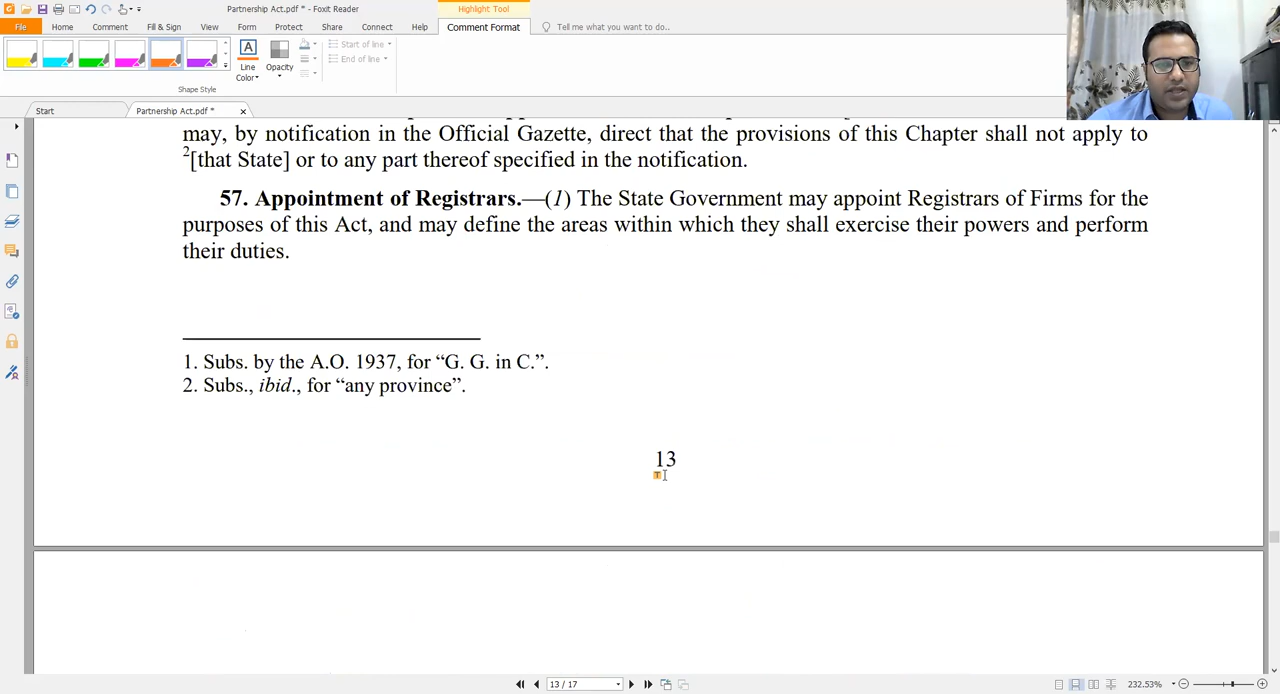 Partnership Act.pdf * - Foxit Reader
Highlight Tool
File Home Comment Fill & Sign View Form Protect Share Connect Help Comment Format Tell me what you want to do..
Start of line
End of line
Line
Color
Opacity
Shape Style
Start
Partnership Act.pdf *
may, by notification in the Official Gazette, direct that the provisions of this Chapter shall not apply to
2[that State] or to any part thereof specified in the notification.
57. Appointment of Registrars.—(1) The State Government may appoint Registrars of Firms for the
purposes of this Act, and may define the areas within which they shall exercise their powers and perform
their duties.
1. Subs. by the A.O. 1937, for “G. G. in C.”.
2. Subs., ibid., for “any province”.
13
13 / 17
232.53%